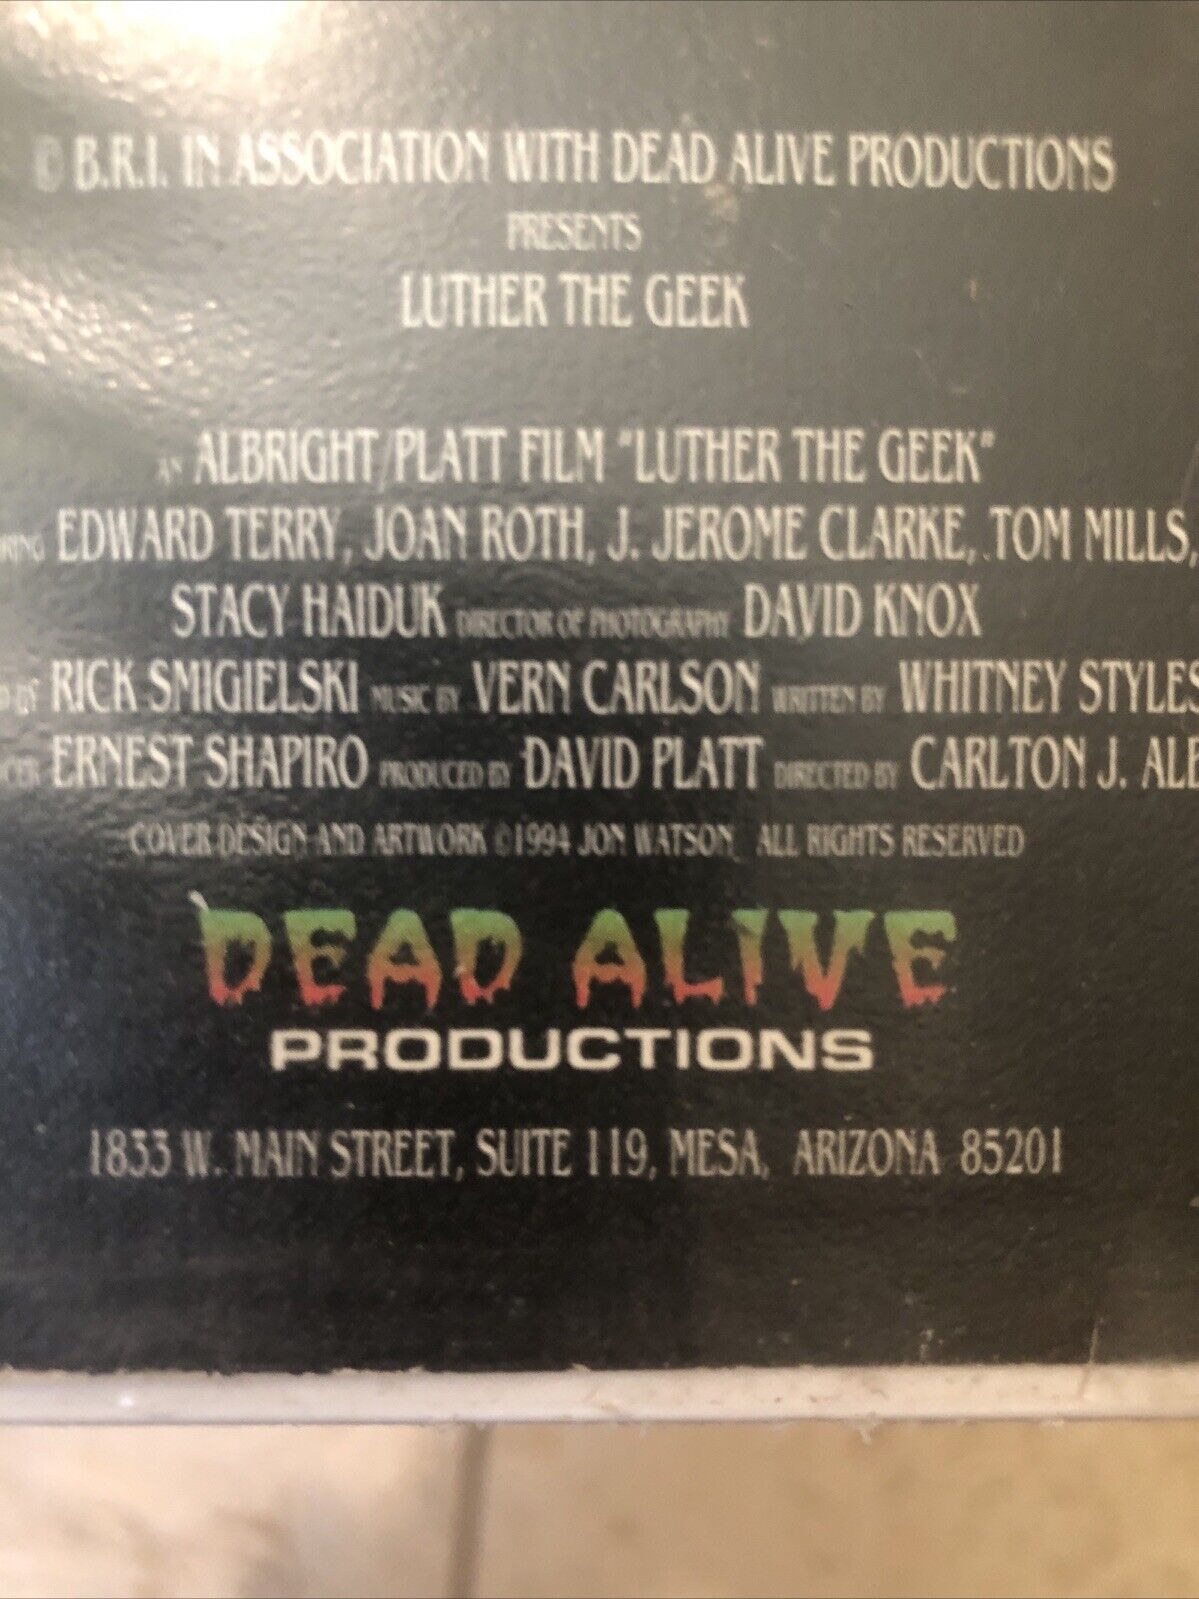 © B.R.I. IN ASSOCIATION WITH DEAD ALIVE PRODUCTIONS
PRESENTS
LUTHER THE GEEK
AN ALBRIGHT/PLATT FILM "LUTHER THE GEEK"
EDWARD TERRY, JOAN ROTH, J. JEROME CLARKE, TOM MILLS,
STACY HAIDUK DIRECTOR OF PHOTOGRAPHY DAVID KNOX
BY RICK SMIGIELSKI MUSIC BY VERN CARLSON WRITTEN BY WHITNEY STYLES
ERNEST SHAPIRO PRODUCED BY DAVID PLATT DIRECTED BY CARLTON J. ALB
COVER DESIGN AND ARTWORK ©1994 JON WATSON ALL RIGHTS RESERVED
DEAD ALIVE
PRODUCTIONS
1833 W. MAIN STREET, SUITE 119, MESA, ARIZONA 85201